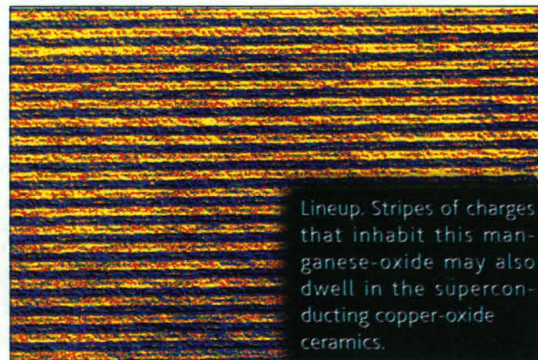 Lineup. Stripes of charges
that inhabit this man-
ganese-oxide may also
dwell in the supercon-
ducting copper-oxide
ceramics.